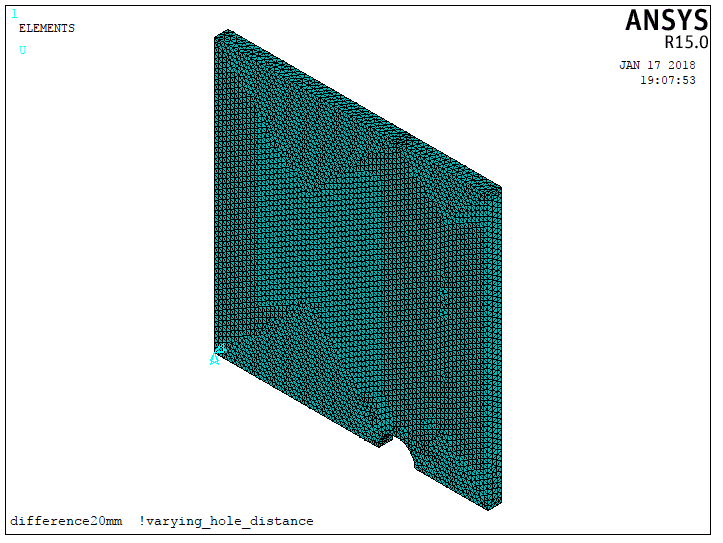 1
ELEMENTS
U
ANSYS
R15.0
JAN 17 2018
19:07:53
difference20mm  !varying_hole_distance